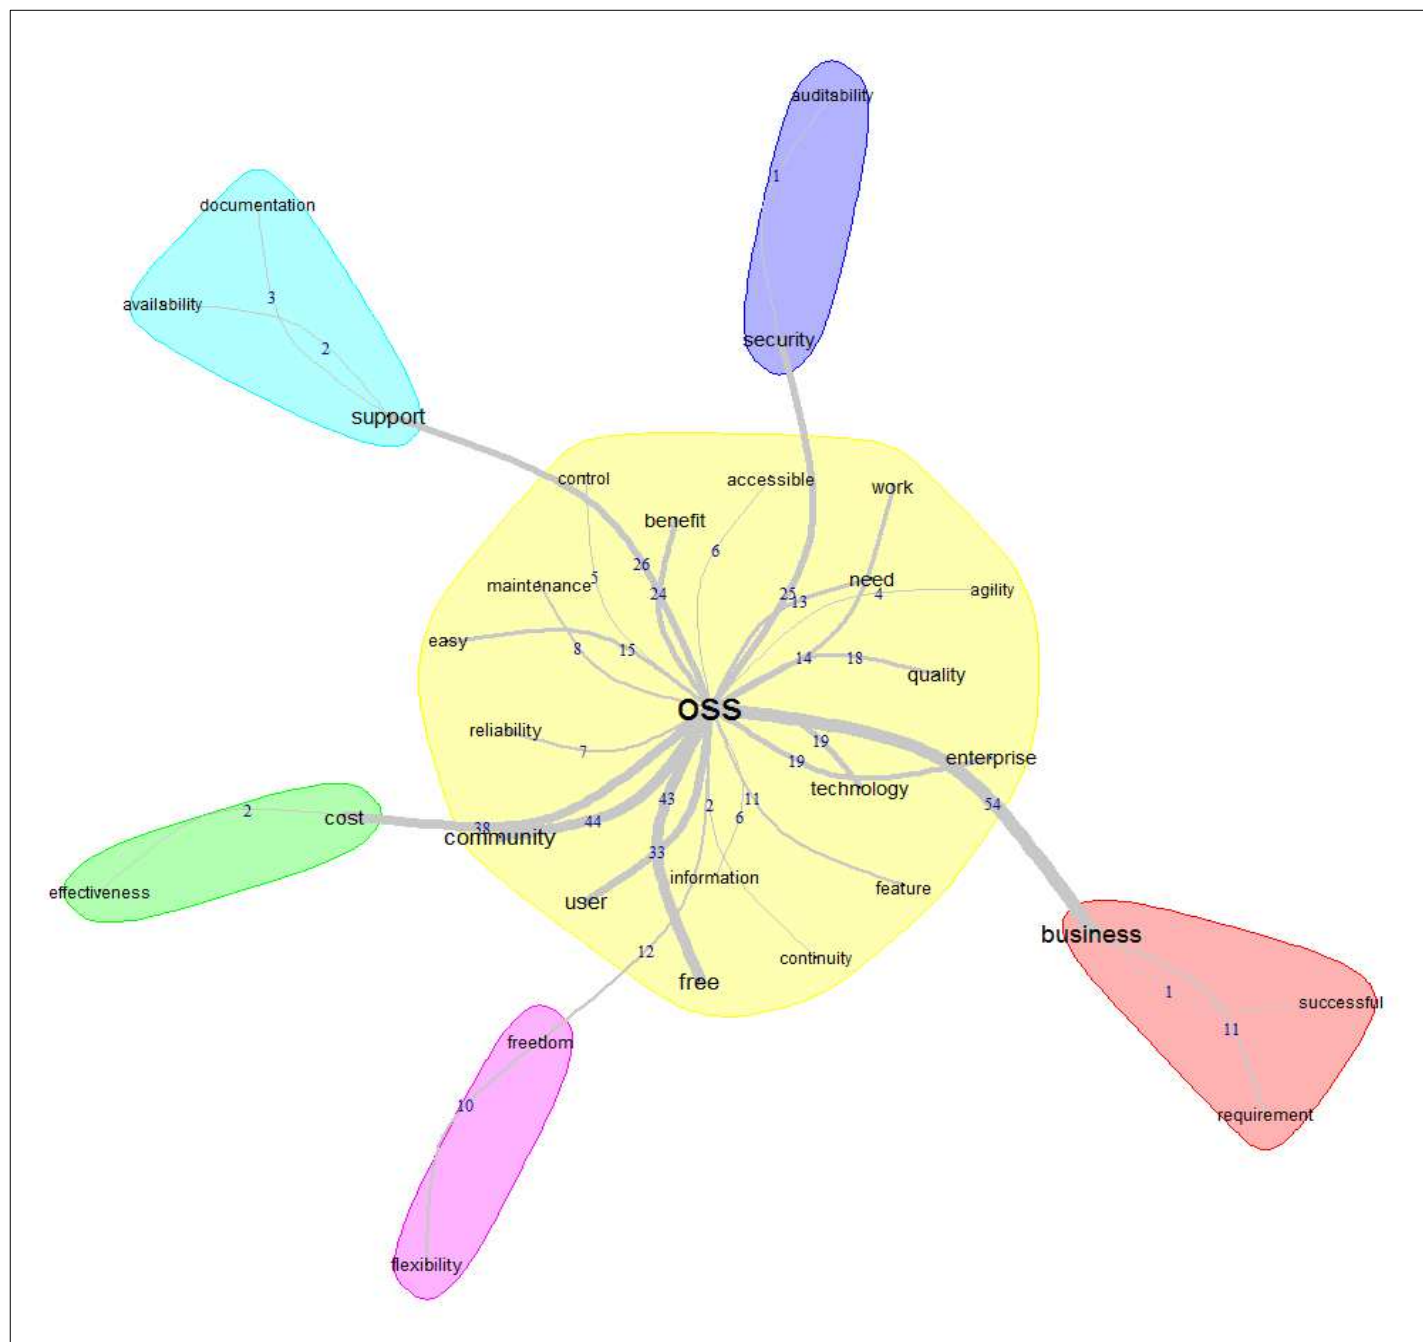 auditability
1
documentation
3
availability
2
security
support
control
accessible
work
benefit
6
26
5
maintenance
24
25
13
need
4
agility
easy
8
15
14
18
quality
oss
reliability
7
19
19
enterprise
technology
2
cost
38
community
44
43
2
11
6
54
33
effectiveness
user
information
feature
12
free
continuity
business
freedom
1
successful
11
10
requirement
flexibility